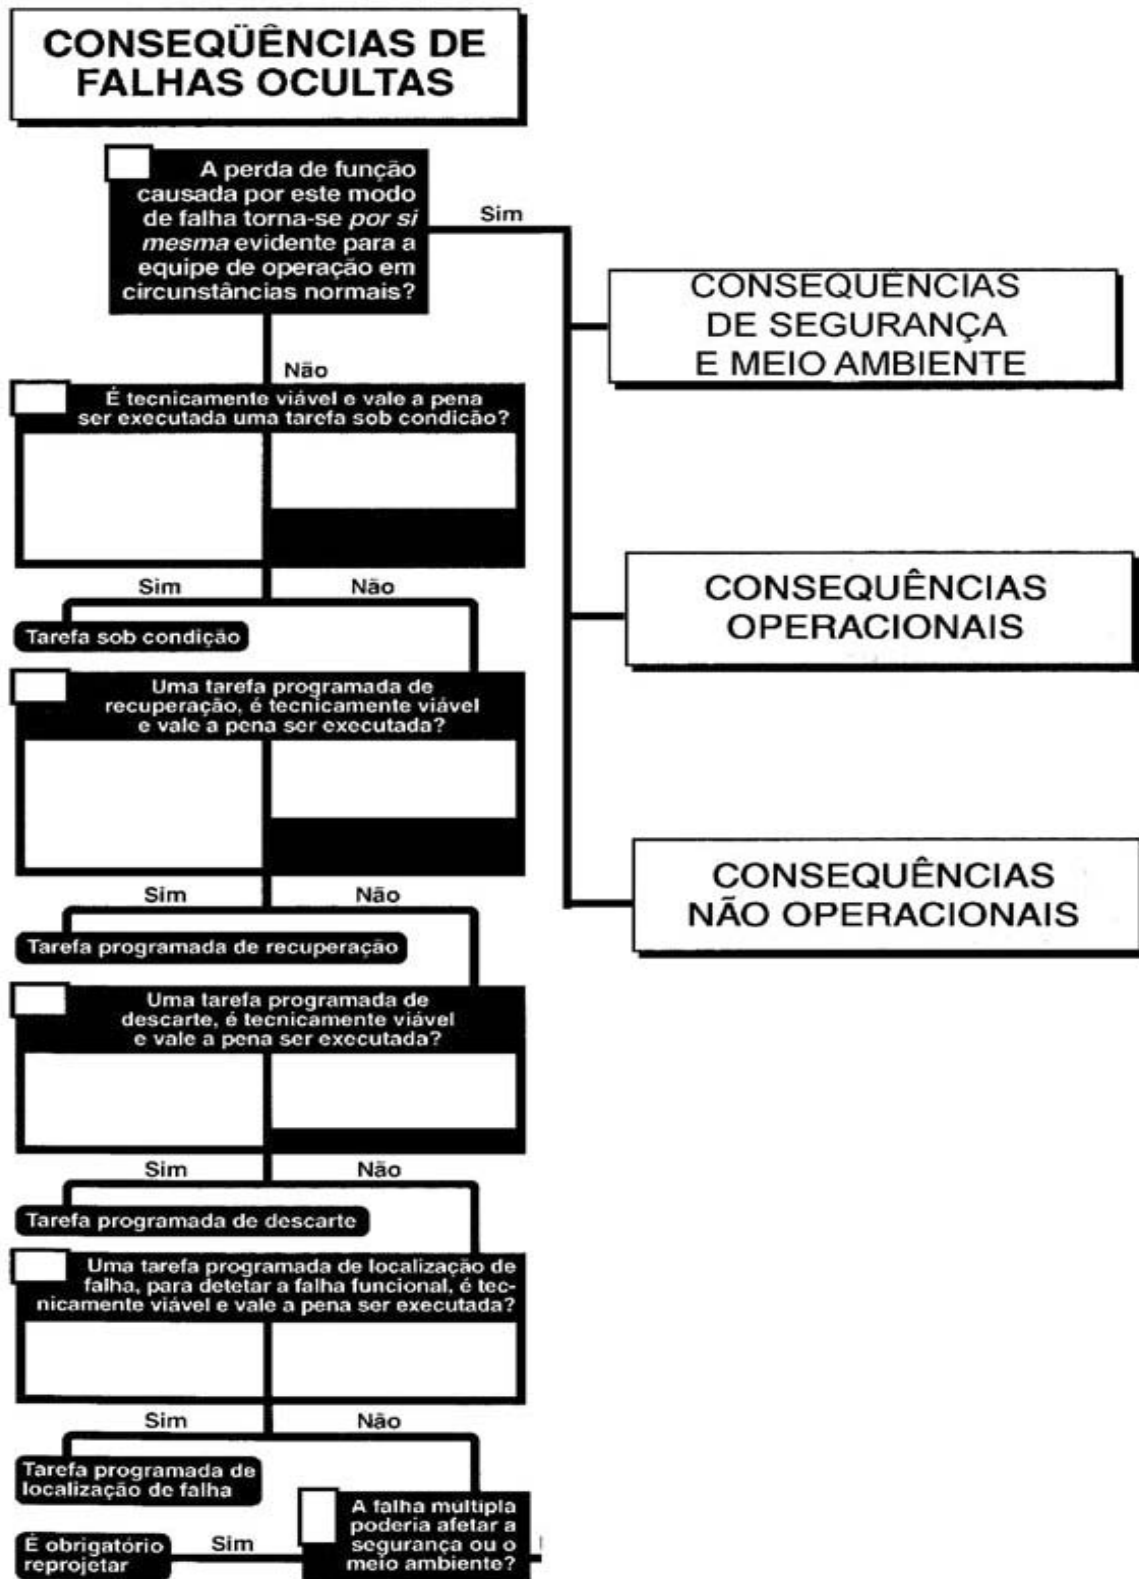 CONSEQÜÊNCIAS DE
FALHAS OCULTAS
A perda de função
causada por este modo
de falha torna-se por si
mesma evidente para a
equipe de operação em
circunstâncias normais?
Sim
Não
CONSEQUÊNCIAS
DE SEGURANÇA
E MEIO AMBIENTE
CONSEQUÊNCIAS
OPERACIONAIS
CONSEQUÊNCIAS
NÃO OPERACIONAIS
É tecnicamente viável e vale a pena
ser executada uma tarefa sob condição?
Sim
Não
Tarefa sob condição
Uma tarefa programada de
recuperação, é tecnicamente viável
e vale a pena ser executada?
Sim
Não
Tarefa programada de recuperação
Uma tarefa programada de
descarte, é tecnicamente viável
e vale a pena ser executada?
Sim
Não
Tarefa programada de descarte
Uma tarefa programada de localização de
falha, para detetar a falha funcional, é tec-
nicamente viável e vale a pena ser executada?
Sim
Não
Tarefa programada de
localização de falha
A falha multipla
poderia afetar a
segurança ou o
meio ambiente?
Sim
É obrigatório
reprojetar